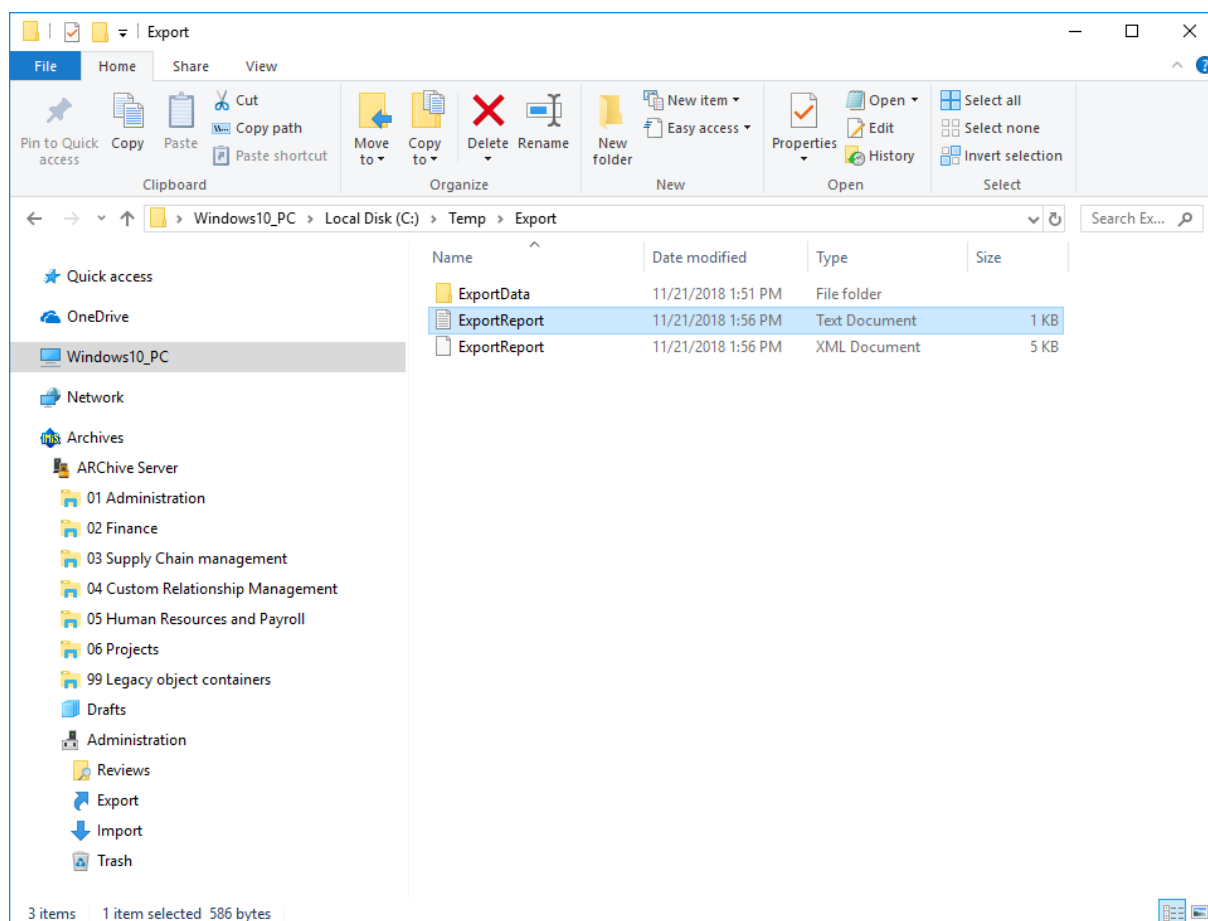 Export
File Home Share View
Pin to Quick access
Copy
Paste
Cut
Copy path
Paste shortcut
Clipboard
Move to
Copy to
Delete
Rename
Organize
New folder
New item
Easy access
New
Properties
Open
Edit
History
Open
Select all
Select none
Invert selection
Select
Windows10_PC > Local Disk (C:) > Temp > Export
Search Ex...
Name Date modified Type Size
ExportData 11/21/2018 1:51 PM File folder
ExportReport 11/21/2018 1:56 PM Text Document 1 KB
ExportReport 11/21/2018 1:56 PM XML Document 5 KB
Quick access
OneDrive
Windows10_PC
Network
Archives
ARChive Server
01 Administration
02 Finance
03 Supply Chain management
04 Custom Relationship Management
05 Human Resources and Payroll
06 Projects
99 Legacy object containers
Drafts
Administration
Reviews
Export
Import
Trash
3 items 1 item selected 586 bytes